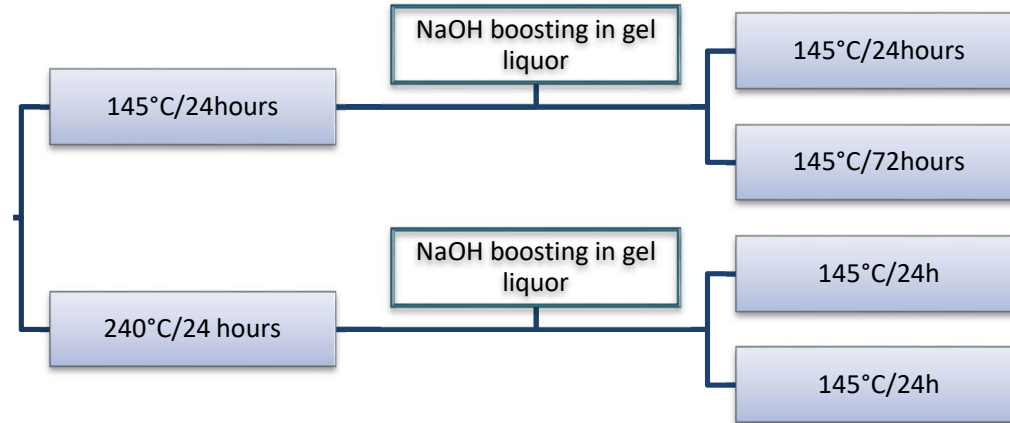 NaOH boosting in gel
liquor
145°C/24hours
145°C/24hours
145°C/72hours
NaOH boosting in gel
liquor
145°C/24h
240°C/24 hours
145°C/24h